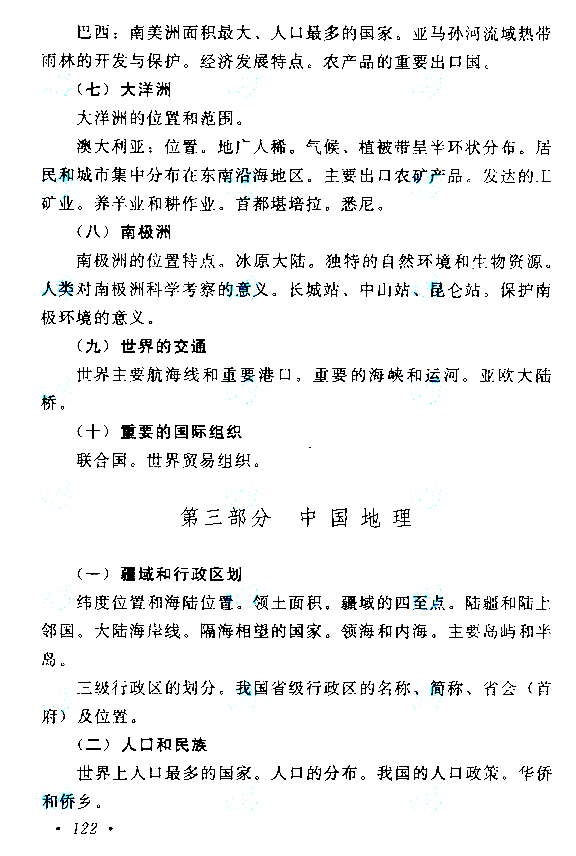 巴西：南美洲面积最大、人口最多的国家。亚马孙河流域热带
雨林的开发与保护。经济发展特点。农产品的重要出口国。
（七）大洋洲
大洋洲的位置和范围。
澳大利亚：位置。地广人稀。气候、植被带呈半环状分布。居
民和城市集中分布在东南沿海地区。主要出口农矿产品。发达的工
矿业。养羊业和耕作业。首都堪培拉。悉尼。
（八）南极洲
南极洲的位置特点。冰原大陆。独特的自然环境和生物资源。
人类对南极洲科学考察的意义。长城站、中山站、昆仑站。保护南
极环境的意义。
（九）世界的交通
世界主要航海线和重要港口。重要的海峡和运河。亚欧大陆
桥。
（十）重要的国际组织
联合国。世界贸易组织。
第三部分 中国地理
（一）疆域和行政区划
纬度位置和海陆位置。领土面积。疆域的四至点。陆疆和陆上
邻国。大陆海岸线。隔海相望的国家。领海和内海。主要岛屿和半
岛。
三级行政区的划分。我国省级行政区的名称、简称、省会（首
府）及位置。
（二）人口和民族
世界上人口最多的国家。人口的分布。我国的人口政策。华侨
和侨乡。
· 122 ·